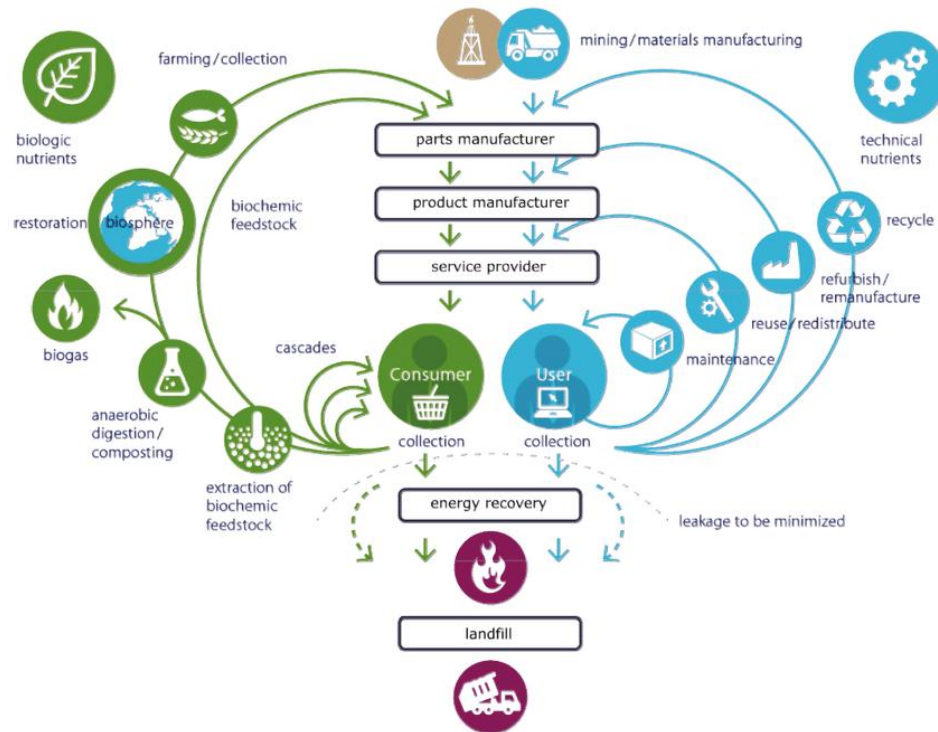 mining/materials manufacturing
farming/collection
biologic
nutrients
technical
nutrients
parts manufacturer
biochemic
feedstock
product manufacturer
restoration
biosphere
recycle
service provider
refurbish/
remanufacture
reuse/redistribute
biogas
cascades
maintenance
Consumer
User
anaerobic
digestion/
composting
collection
collection
extraction of
biochemic
feedstock
energy recovery
leakage to be minimized
landfill